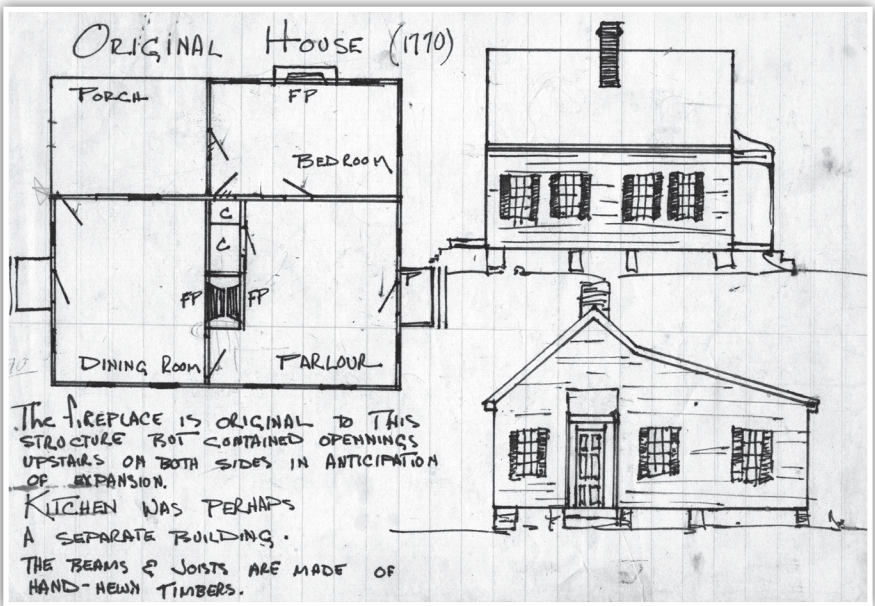 ORIGINAL HOUSE (1770)
PORCH
FP
BEDROOM
C
C
FP
FP
DINING ROOM
PARLOUR
The FIREPLACE IS ORIGINAL TO THIS
STRUCTURE BUT CONTAINED OPENNINGS
UPSTAIRS ON BOTH SIDES IN ANTICIPATION
OF EXPANSION.
KITCHEN WAS PERHAPS
A SEPARATE BUILDING.
THE BEAMS & JOISTS ARE MADE OF
HAND-HEWN TIMBERS.